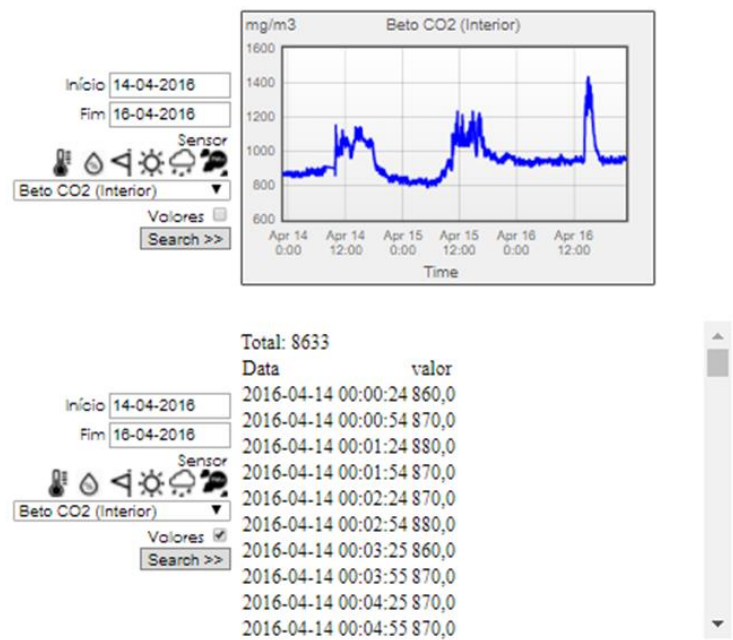 mg/m3 Beto CO2 (Interior)
1600
1400
1200
1000
800
600
Apr 14 Apr 14 Apr 15 Apr 15 Apr 16 Apr 16
0:00 12:00 0:00 12:00 0:00 12:00
Time
Início 14-04-2016
Fim 16-04-2016
Sensor
Beto CO2 (Interior)
Valores
Search >>
Total: 8633
Data valor
2016-04-14 00:00:24 860,0
2016-04-14 00:00:54 870,0
2016-04-14 00:01:24 880,0
2016-04-14 00:01:54 870,0
2016-04-14 00:02:24 870,0
2016-04-14 00:02:54 880,0
2016-04-14 00:03:25 860,0
2016-04-14 00:03:55 870,0
2016-04-14 00:04:25 870,0
2016-04-14 00:04:55 870,0
Início 14-04-2016
Fim 16-04-2016
Sensor
Beto CO2 (Interior)
Valores
Search >>